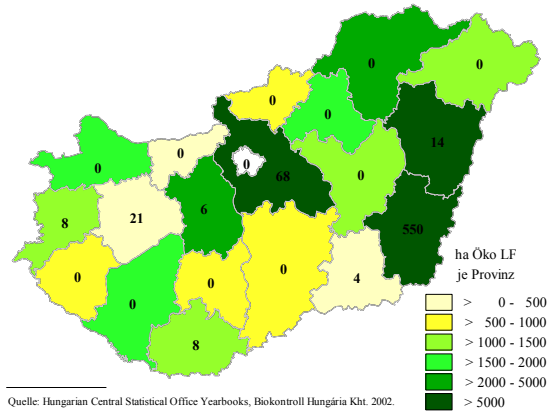 0
0
0
0
14
0
0
0
68
0
8
21
6
550
ha Öko LF
je Provinz
0
0
0
0
4
8
> 0 - 500
> 500 - 1000
> 1000 - 1500
> 1500 - 2000
> 2000 - 5000
> 5000
Quelle: Hungarian Central Statistical Office Yearbooks, Biokontroll Hungária Kht. 2002.